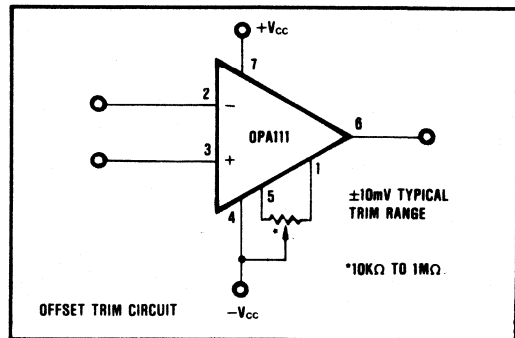 +VCC
7
2
−
OPA111
6
3
+
1
5
4
±10mV TYPICAL
TRIM RANGE
*
*10KΩ TO 1MΩ.
OFFSET TRIM CIRCUIT
−VCC